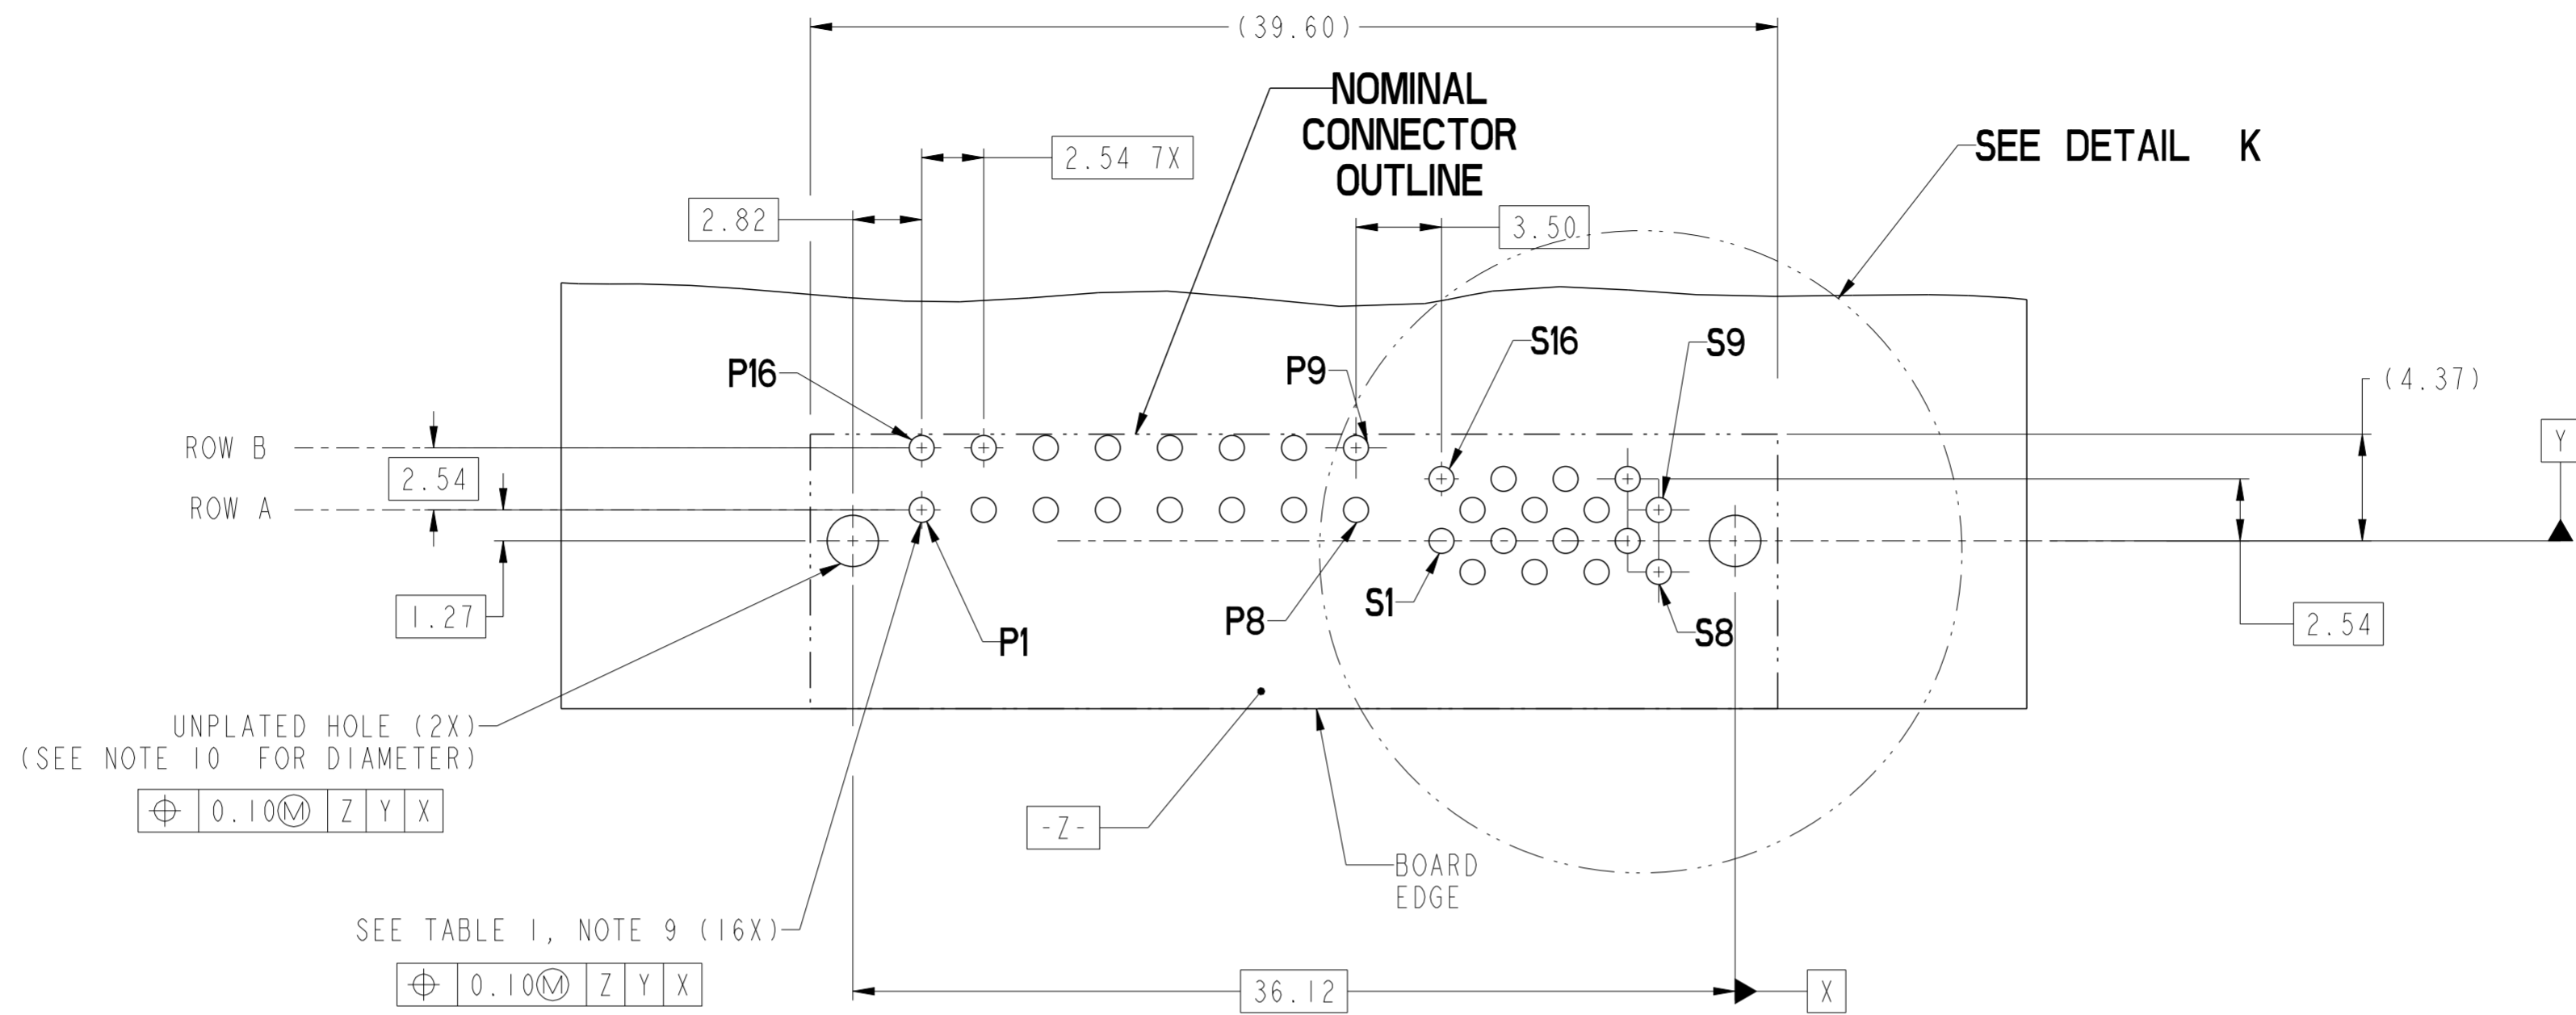 (39.60)
NOMINAL
CONNECTOR
OUTLINE
SEE DETAIL K
2.54 7X
2.82
3.50
S16
S9
P16
P9
(4.37)
Y
ROW B
2.54
ROW A
1.27
P1
P8
S1
S8
2.54
UNPLATED HOLE (2X)
(SEE NOTE 10 FOR DIAMETER)
⌖ 0.10Ⓜ Z Y X
-Z-
BOARD
EDGE
SEE TABLE 1, NOTE 9 (16X)
⌖ 0.10Ⓜ Z Y X
36.12
X